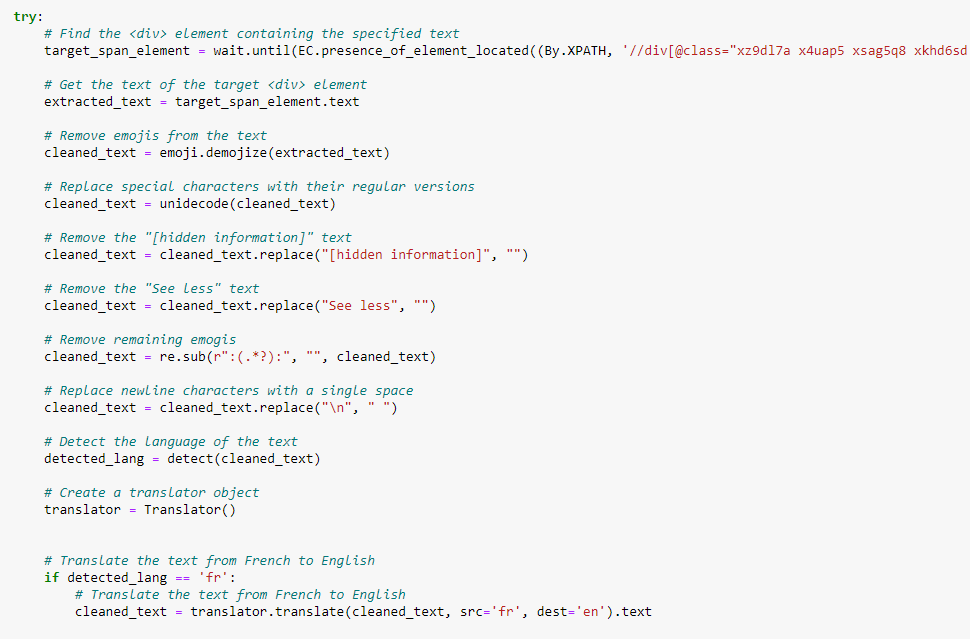 try:
    # Find the <div> element containing the specified text
    target_span_element = wait.until(EC.presence_of_element_located((By.XPATH, '//div[@class="xz9dl7a x4uap5 xsag5q8 xkhd6sd
    # Get the text of the target <div> element
    extracted_text = target_span_element.text
    # Remove emojis from the text
    cleaned_text = emoji.demojize(extracted_text)
    # Replace special characters with their regular versions
    cleaned_text = unidecode(cleaned_text)
    # Remove the "[hidden information]" text
    cleaned_text = cleaned_text.replace("[hidden information]", "")
    # Remove the "See less" text
    cleaned_text = cleaned_text.replace("See less", "")
    # Remove remaining emogis
    cleaned_text = re.sub(r":(.*?):", "", cleaned_text)
    # Replace newline characters with a single space
    cleaned_text = cleaned_text.replace("\n", " ")
    # Detect the language of the text
    detected_lang = detect(cleaned_text)
    # Create a translator object
    translator = Translator()
    # Translate the text from French to English
    if detected_lang == 'fr':
        # Translate the text from French to English
        cleaned_text = translator.translate(cleaned_text, src='fr', dest='en').text